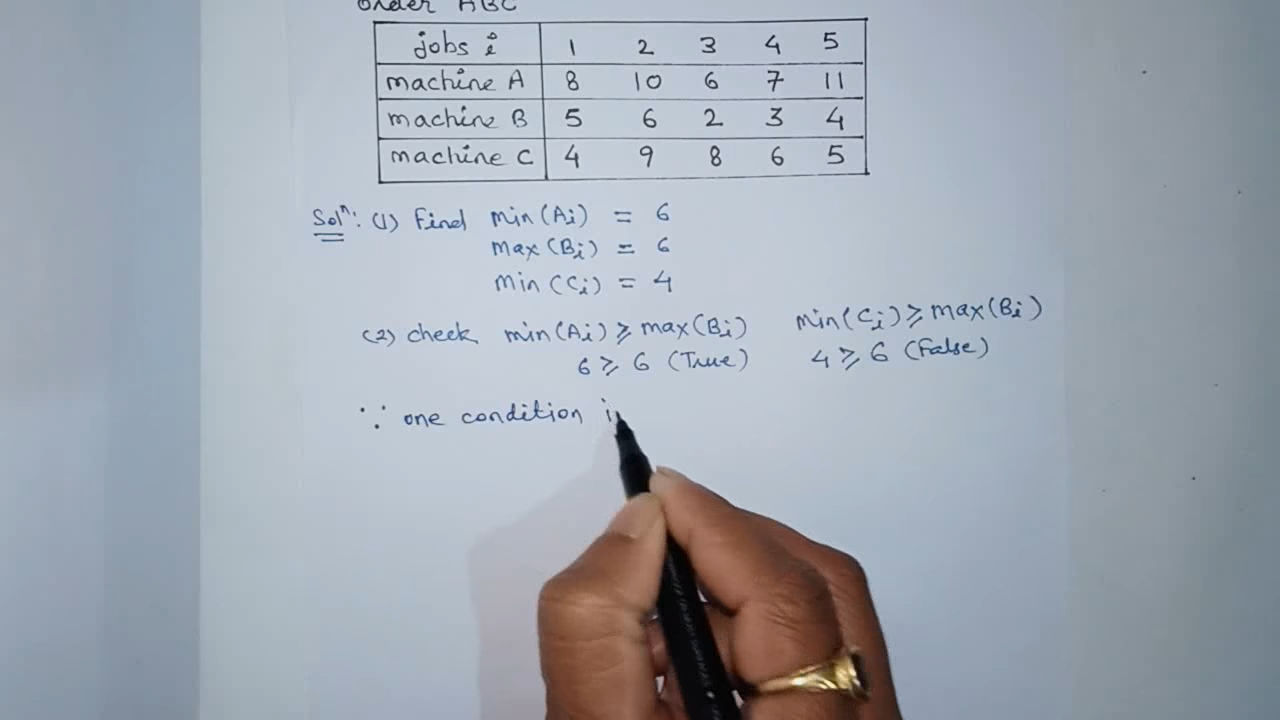 order ABC
jobs i 1 2 3 4 5
machine A 8 10 6 7 11
machine B 5 6 2 3 4
machine C 4 9 8 6 5
Solⁿ: (1) Find min(Aᵢ) = 6
max(Bᵢ) = 6
min(Cᵢ) = 4
(2) check min(Aᵢ) ⩾ max(Bᵢ) min(Cᵢ) ⩾ max(Bᵢ)
6 ⩾ 6 (True) 4 ⩾ 6 (False)
∵ one condition i